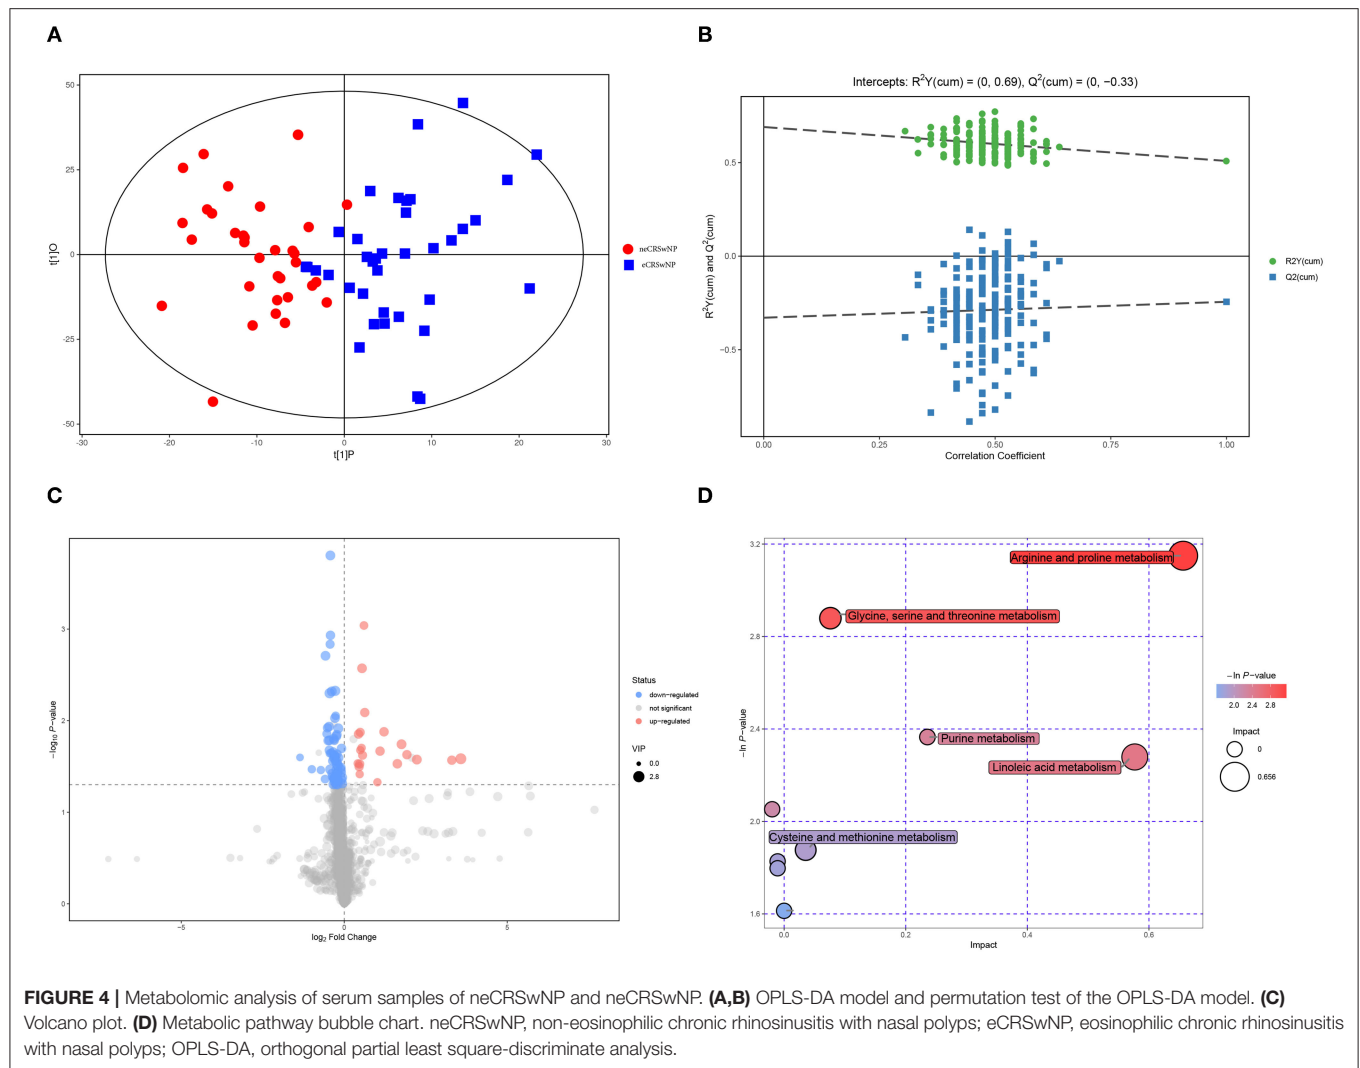 A
50
25
0
-25
-50
-30
-20
-10
0
10
20
30
t[1]O
t[1]P
neCRSwNP
eCRSwNP
B
Intercepts: R²Y(cum) = (0, 0.69), Q²(cum) = (0, −0.33)
0.5
0.0
−0.5
0.00
0.25
0.50
0.75
1.00
R²Y(cum) and Q²(cum)
Correlation Coefficient
R2Y(cum)
Q2(cum)
C
3
2
1
0
−5
0
5
−log₁₀ P−value
log₂ Fold Change
Status
down−regulated
not significant
up−regulated
VIP
0.0
2.8
D
3.2
2.8
2.4
2.0
1.6
0.0
0.2
0.4
0.6
−ln P−value
Impact
Arginine and proline metabolism
Glycine, serine and threonine metabolism
Purine metabolism
Linoleic acid metabolism
Cysteine and methionine metabolism
−ln P−value
2.0 2.4 2.8
Impact
0
0.656
FIGURE 4 | Metabolomic analysis of serum samples of neCRSwNP and neCRSwNP. (A,B) OPLS-DA model and permutation test of the OPLS-DA model. (C)
Volcano plot. (D) Metabolic pathway bubble chart. neCRSwNP, non-eosinophilic chronic rhinosinusitis with nasal polyps; eCRSwNP, eosinophilic chronic rhinosinusitis
with nasal polyps; OPLS-DA, orthogonal partial least square-discriminate analysis.